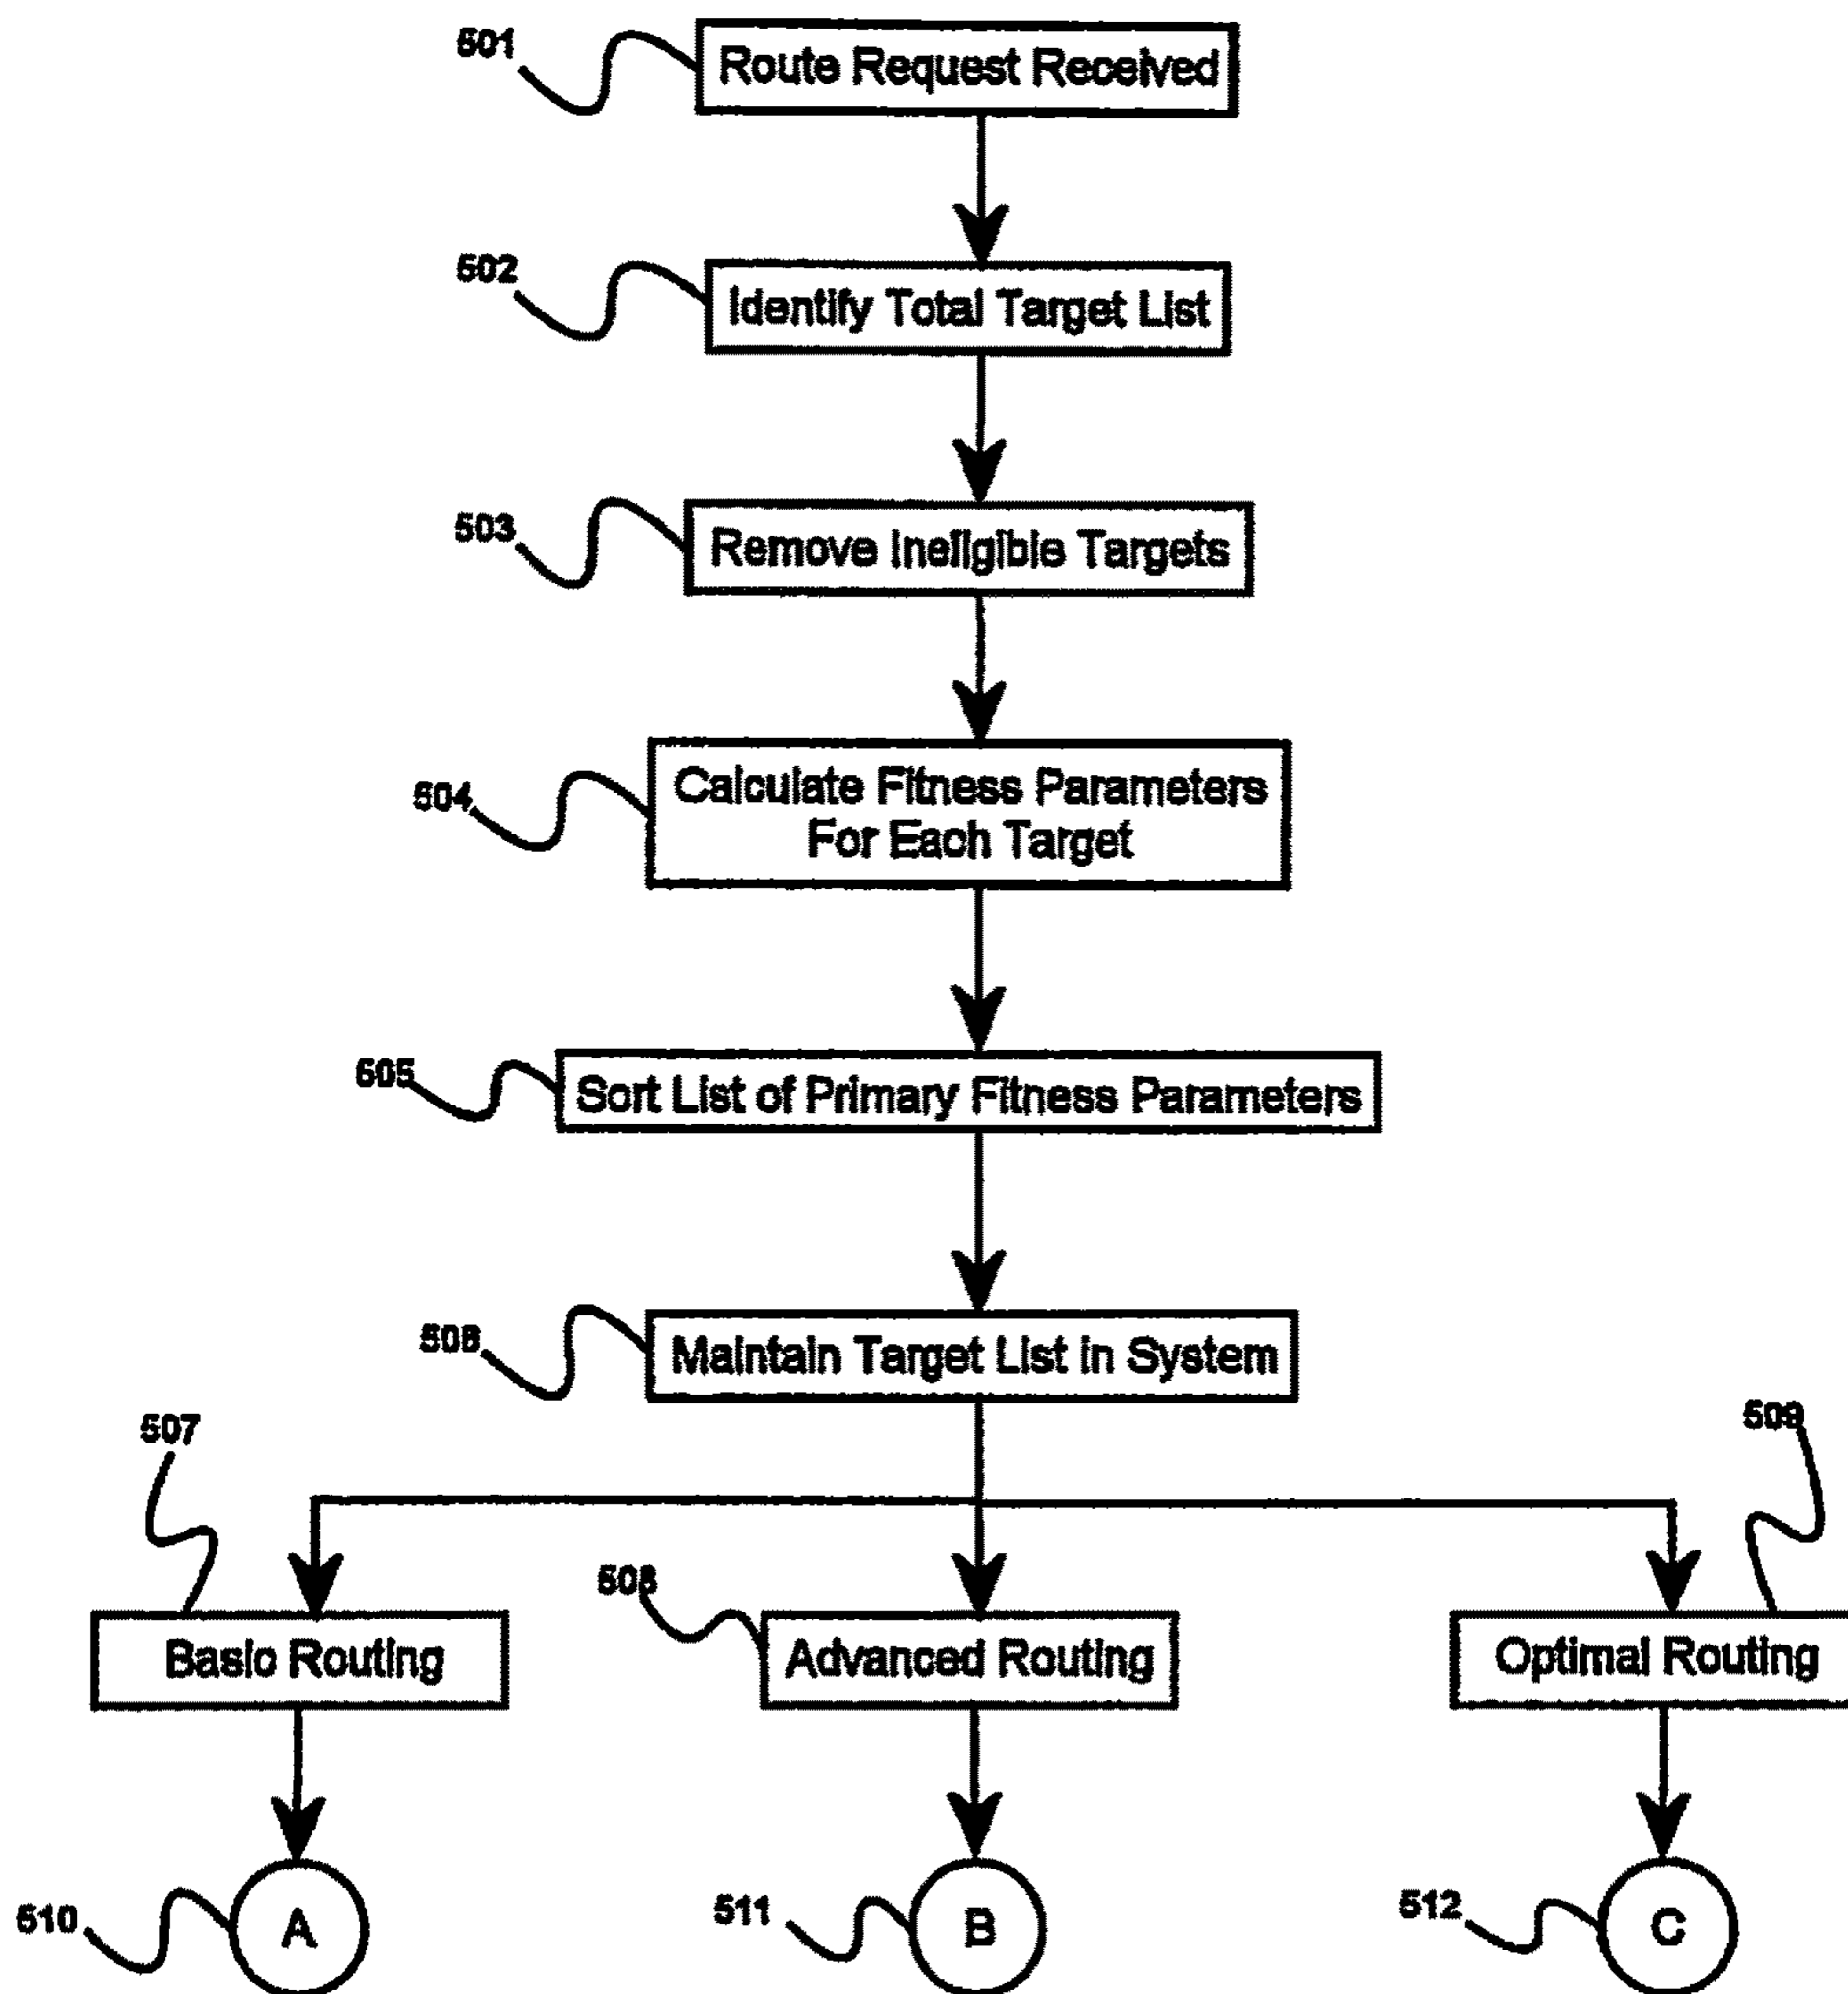 501
Route Request Received
502
Identify Total Target List
503
Remove Ineligible Targets
504
Calculate Fitness Parameters
For Each Target
505
Sort List of Primary Fitness Parameters
506
Maintain Target List in System
507
509
508
Basic Routing
Advanced Routing
Optimal Routing
510
A
511
B
512
C